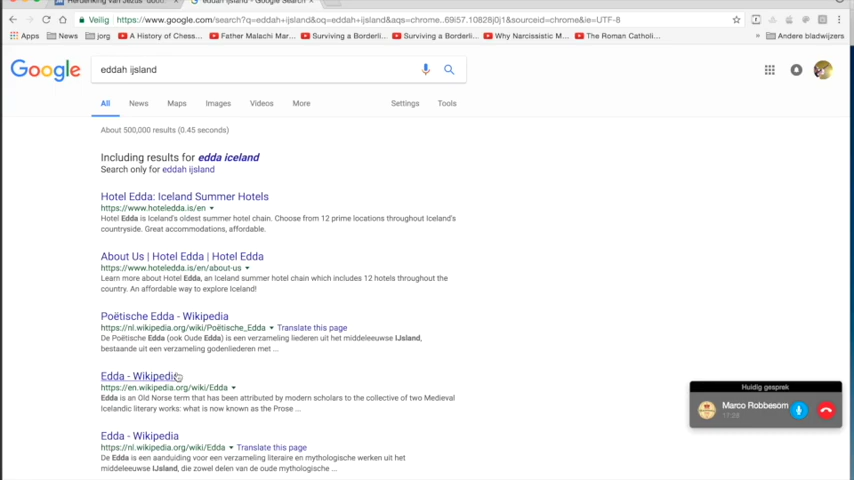 Herdenking van Jezus' dood
eddah ijsland - Google Search
Veilig
https://www.google.com/search?q=eddah+ijsland&oq=eddah+ijsland&aqs=chrome..69i57.10828j0j1&sourceid=chrome&ie=UTF-8
Apps News jorg A History of Chess... Father Malachi Mar... Surviving a Borderli... Surviving a Borderli... Why Narcissistic M... The Roman Catholi... » Andere bladwijzers
Google
eddah ijsland
All News Maps Images Videos More Settings Tools
About 500,000 results (0.45 seconds)
Including results for edda iceland
Search only for eddah ijsland
Hotel Edda: Iceland Summer Hotels
https://www.hoteledda.is/en
Hotel Edda is Iceland's oldest summer hotel chain. Choose from 12 prime locations throughout Iceland's
countryside. Great accommodations, affordable.
About Us | Hotel Edda | Hotel Edda
https://www.hoteledda.is/en/about-us
Learn more about Hotel Edda, an Iceland summer hotel chain which includes 12 hotels throughout the
country. An affordable way to explore Iceland!
Poëtische Edda - Wikipedia
https://nl.wikipedia.org/wiki/Poëtische_Edda Translate this page
De Poëtische Edda (ook Oude Edda) is een verzameling liederen uit het middeleeuwse IJsland,
bestaande uit een verzameling godenliederen met ...
Edda - Wikipedia
https://en.wikipedia.org/wiki/Edda
Edda is an Old Norse term that has been attributed by modern scholars to the collective of two Medieval
Icelandic literary works: what is now known as the Prose ...
Edda - Wikipedia
https://nl.wikipedia.org/wiki/Edda Translate this page
De Edda is een aanduiding voor een verzameling literaire en mythologische werken uit het
middeleeuwse IJsland, die zowel delen van de oude mythologische ...
Huidig gesprek
Marco Robbesom
17:28